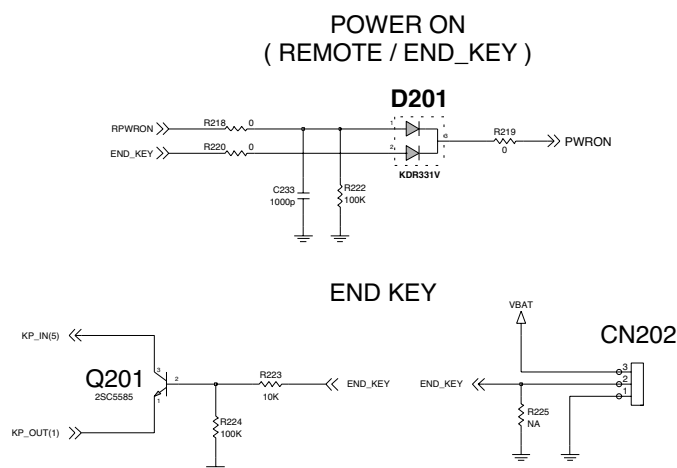 POWER ON
( REMOTE / END_KEY )
D201
RPWRON R218 0 1
R219
3 0 PWRON
END_KEY R220 0 2
KDR331V
C233
1000p
R222
100K
END KEY
VBAT
CN202
KP_IN(5)
3
Q201
2SC5585
2
R223
10K
END_KEY
END_KEY
3
2
1
1
R224
100K
R225
NA
KP_OUT(1)